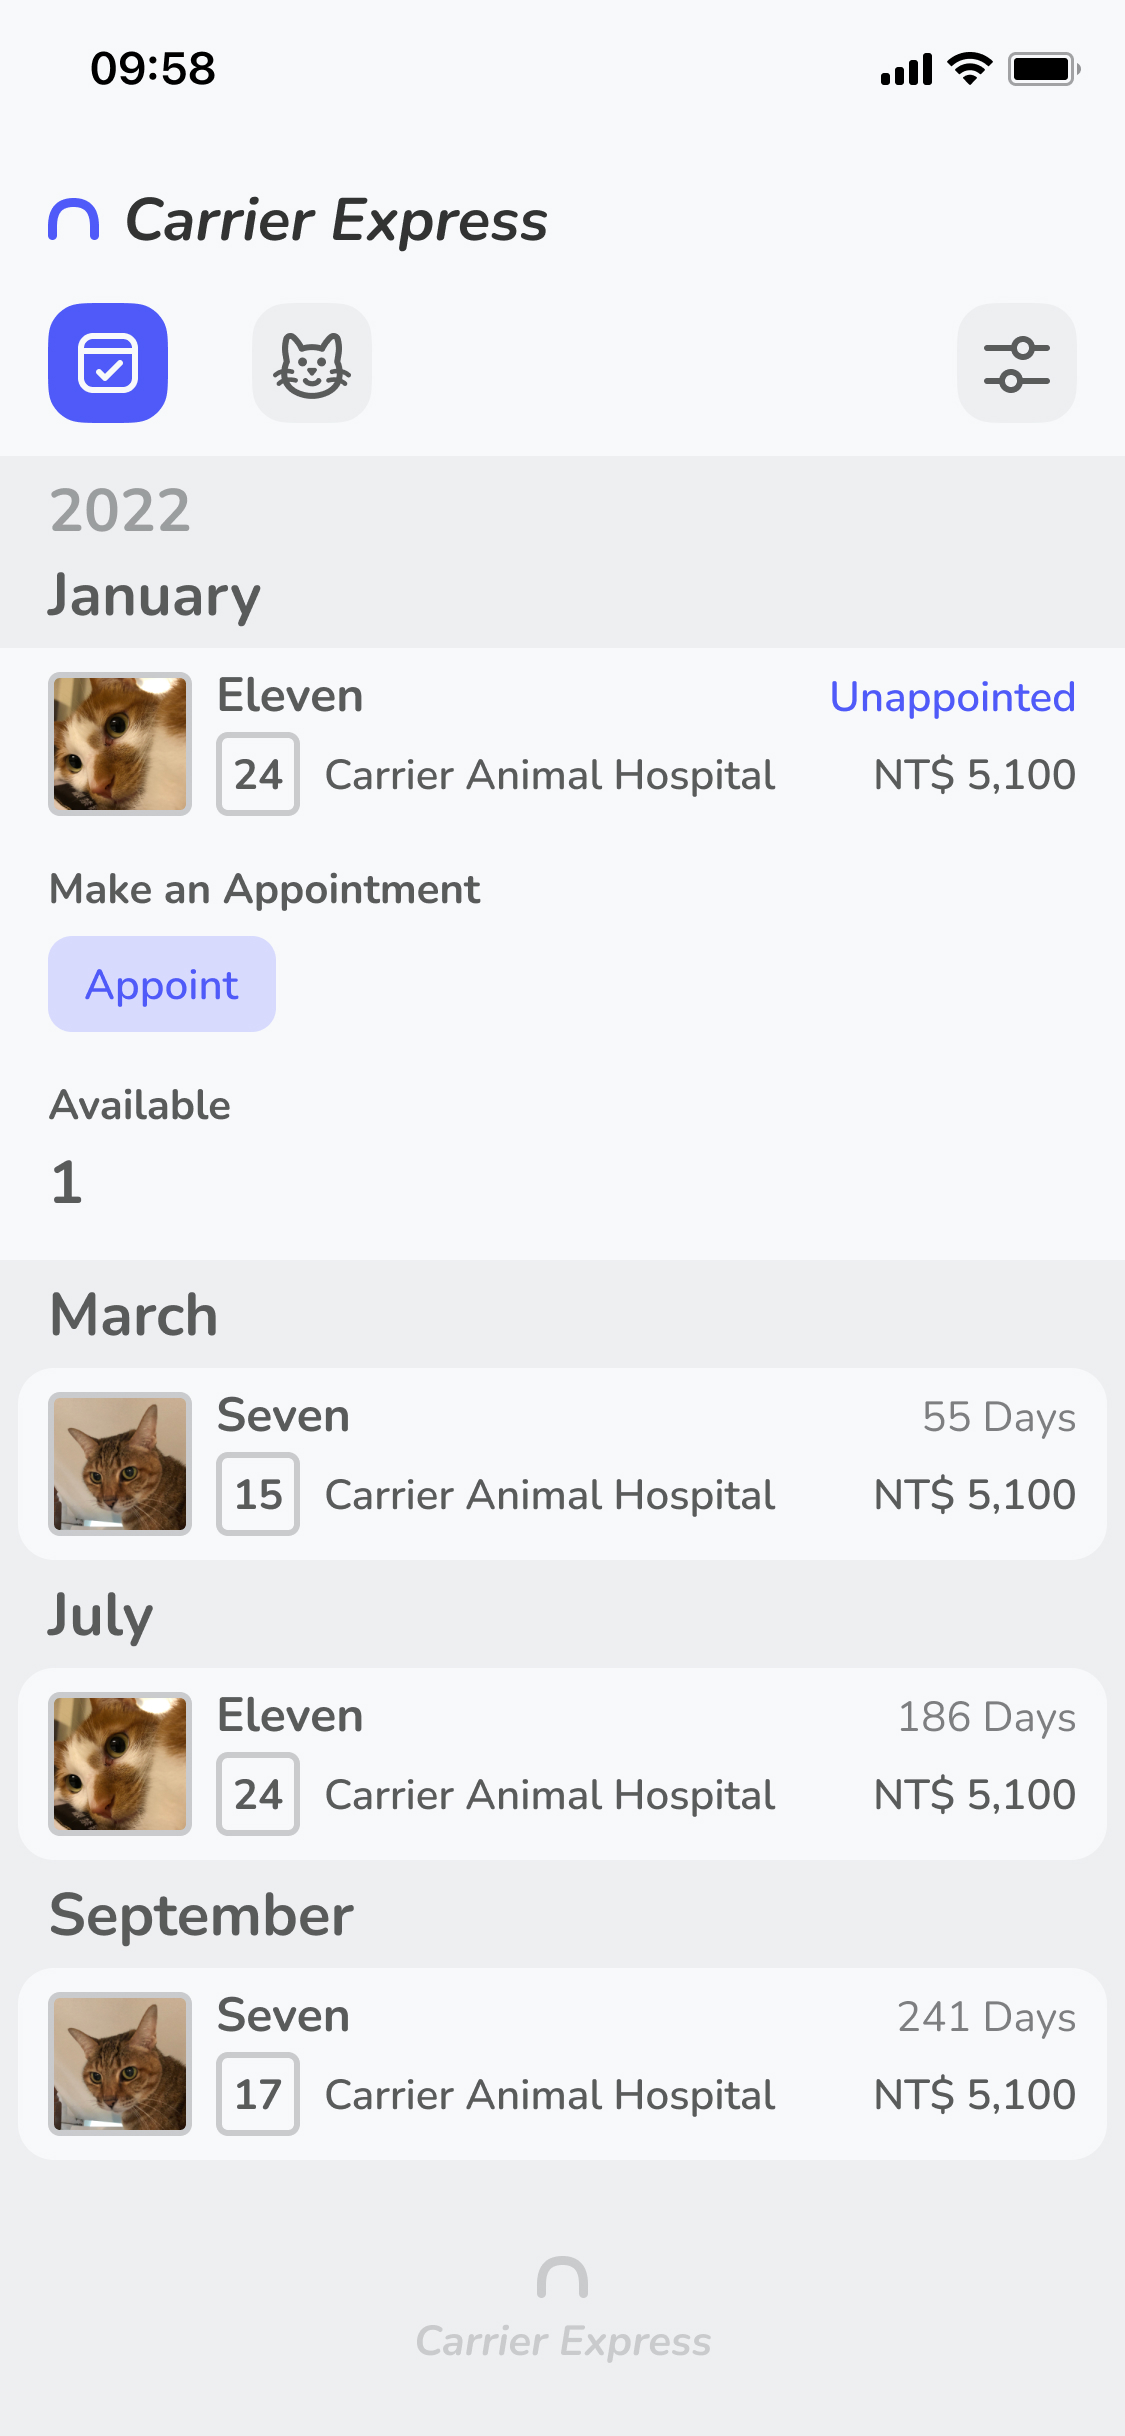 09:58
Carrier Express
2022
January
Eleven
Unappointed
24 Carrier Animal Hospital NT$ 5,100
Make an Appointment
Appoint
Available
1
March
Seven
55 Days
15 Carrier Animal Hospital NT$ 5,100
July
Eleven
186 Days
24 Carrier Animal Hospital NT$ 5,100
September
Seven
241 Days
17 Carrier Animal Hospital NT$ 5,100
Carrier Express